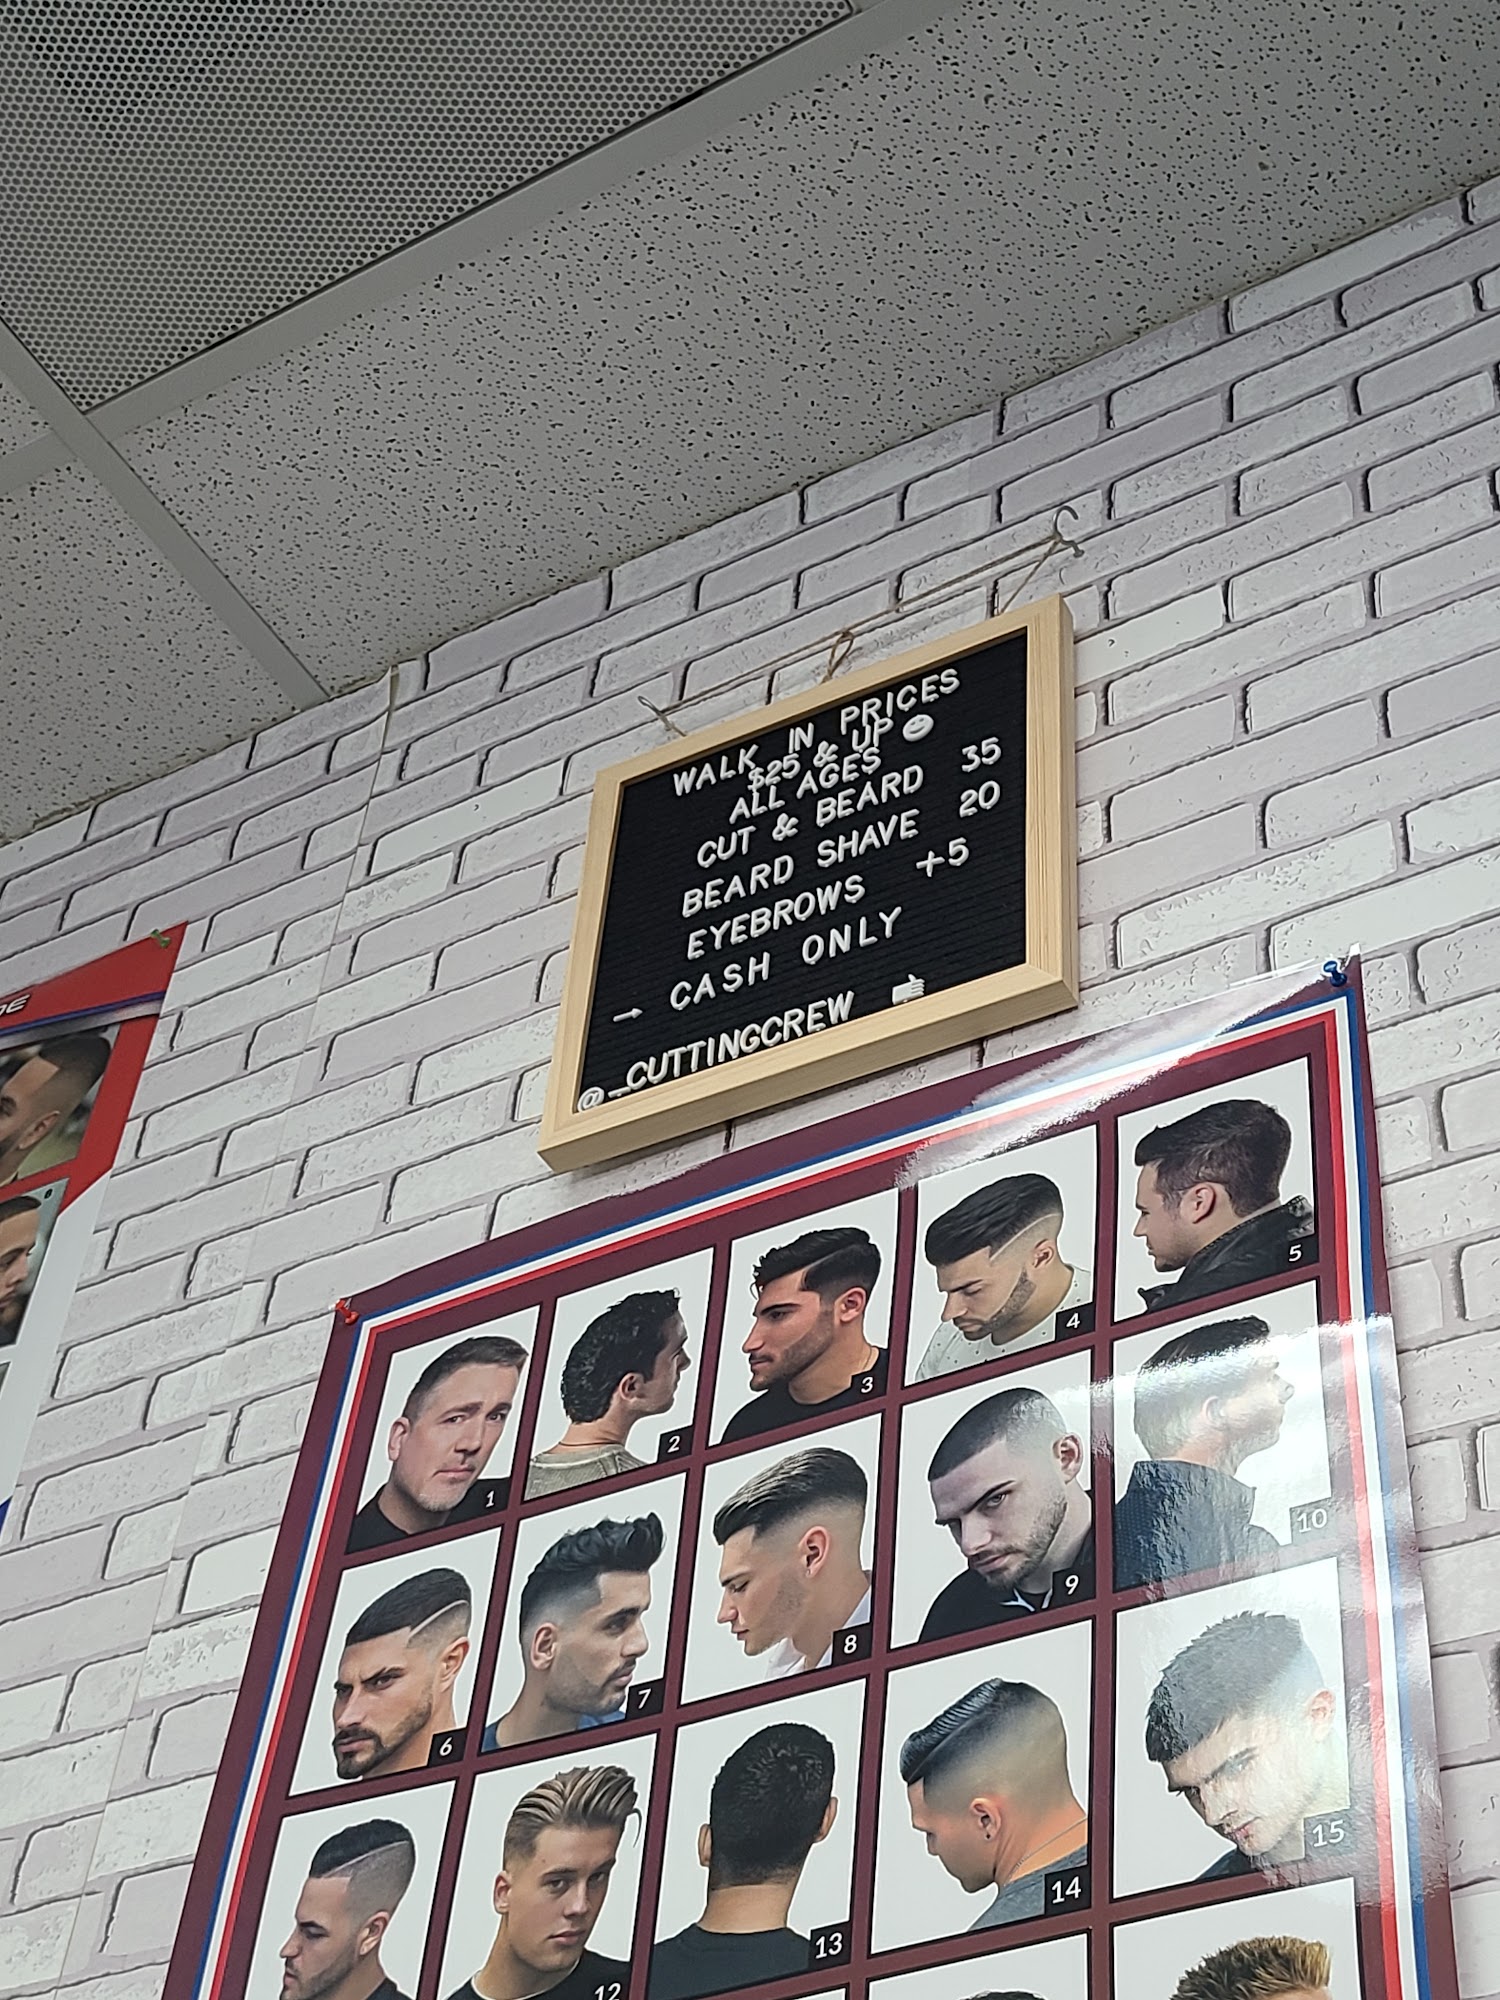 WALK IN PRICES
$25 & UP
ALL AGES
CUT & BEARD 35
BEARD SHAVE 20
EYEBROWS +5
→ CASH ONLY
@_CUTTINGCREW
1
2
3
4
5
6
7
8
9
10
12
13
14
15